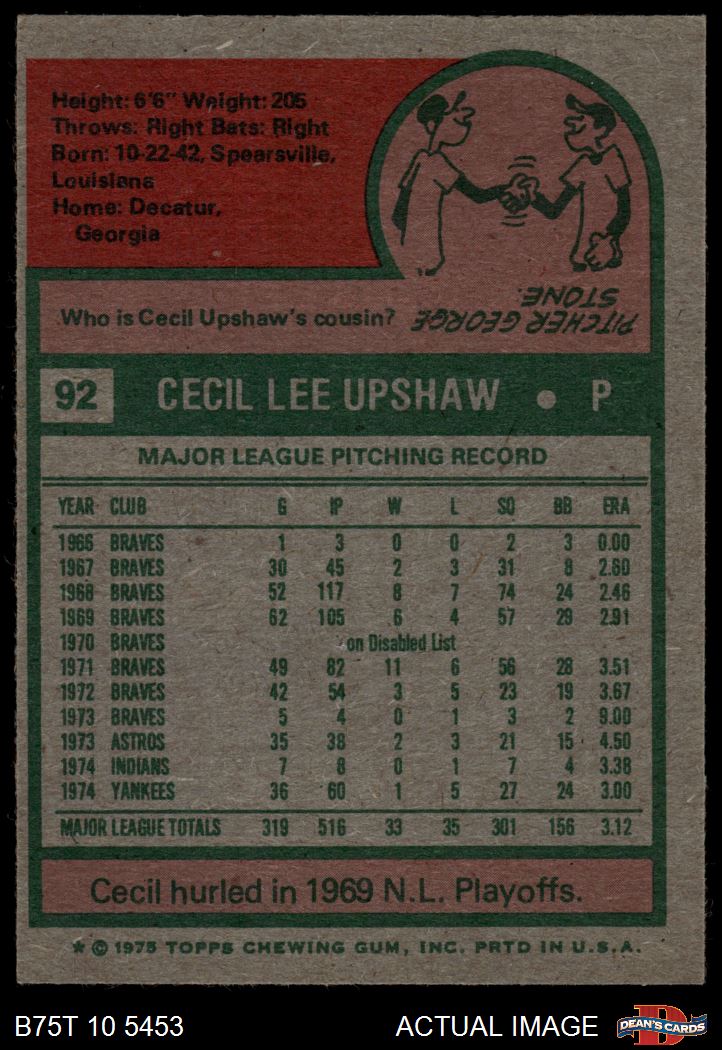 Height: 6'6" Weight: 205
Throws: Right Bats: Right
Born: 10-22-42, Spearsville,
Louisiana
Home: Decatur,
Georgia
Who is Cecil Upshaw's cousin?
PITCHER GEORGE
STONE.
92 CECIL LEE UPSHAW • P
MAJOR LEAGUE PITCHING RECORD
YEAR CLUB G IP W L SO BB ERA
1966 BRAVES 1 3 0 0 2 3 0.00
1967 BRAVES 30 45 2 3 31 8 2.60
1968 BRAVES 52 117 8 7 74 24 2.46
1969 BRAVES 62 105 6 4 57 29 2.91
1970 BRAVES on Disabled List
1971 BRAVES 49 82 11 6 56 28 3.51
1972 BRAVES 42 54 3 5 23 19 3.67
1973 BRAVES 5 4 0 1 3 2 9.00
1973 ASTROS 35 38 2 3 21 15 4.50
1974 INDIANS 7 8 0 1 7 4 3.38
1974 YANKEES 36 60 1 5 27 24 3.00
MAJOR LEAGUE TOTALS 319 516 33 35 301 156 3.12
Cecil hurled in 1969 N.L. Playoffs.
* © 1975 TOPPS CHEWING GUM, INC. PRTD IN U.S.A.
B75T 10 5453 ACTUAL IMAGE
D
DEAN'S CARDS